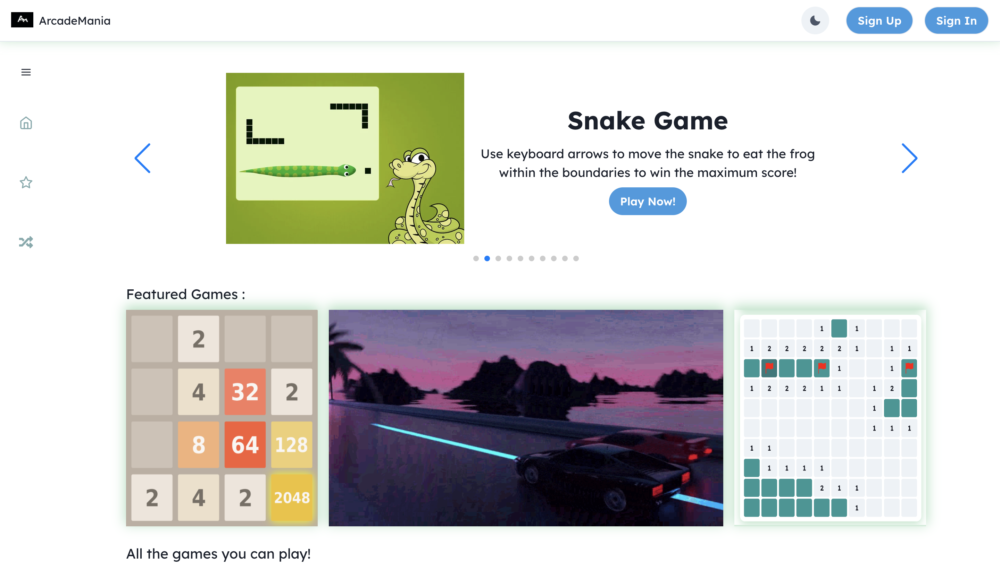 AM
ArcadeMania
Sign Up
Sign In
Snake Game
Use keyboard arrows to move the snake to eat the frog
within the boundaries to win the maximum score!
Play Now!
Featured Games :
2
4 32 2
8 64 128
2 4 2 2048
1 1
1 2 2 2 2 2 1 1 1
1 1
1 2 2 2 1 1 1 2
1
1 1 1
1 1
1 1 1 1
2 1 1
1
All the games you can play!